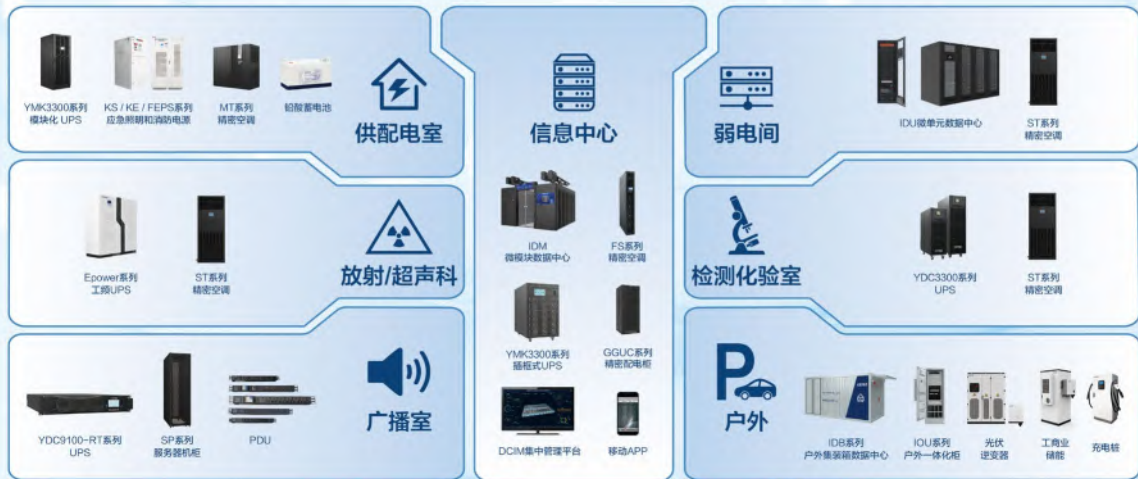 YMK3300系列
模块化 UPS
KS / KE / FEPS系列
应急照明和消防电源
MT系列
精密空调
铅酸蓄电池
供配电室
Epower系列
工频UPS
ST系列
精密空调
放射/超声科
YDC9100-RT系列
UPS
SP系列
服务器机柜
PDU
广播室
信息中心
IDM
微模块数据中心
FS系列
精密空调
YMK3300系列
插框式UPS
GGUC系列
精密配电柜
DCIM集中管理平台
移动APP
弱电间
IDU微单元数据中心
ST系列
精密空调
检测化验室
YDC3300系列
UPS
ST系列
精密空调
P
户外
IDB系列
户外集装箱数据中心
IOU系列
户外一体化柜
光伏
逆变器
工商业
储能
充电桩